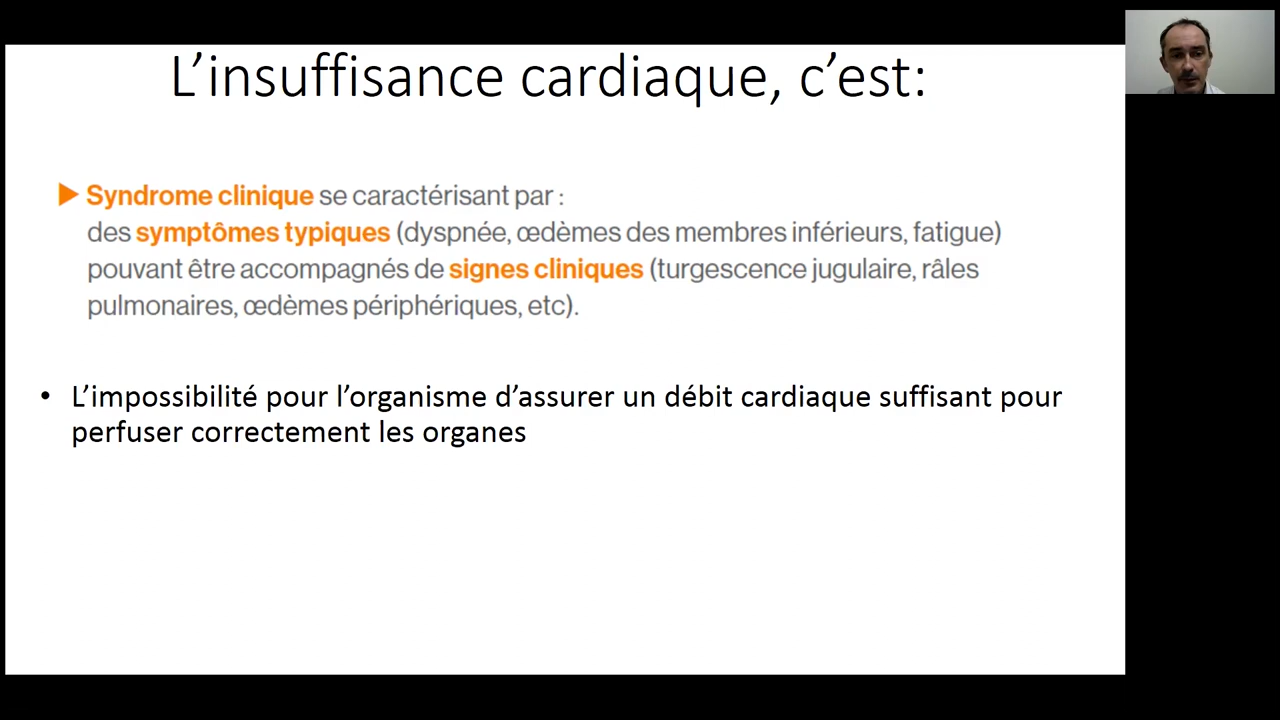 L’insuffisance cardiaque, c’est:
▶ Syndrome clinique se caractérisant par :
des symptômes typiques (dyspnée, œdèmes des membres inférieurs, fatigue)
pouvant être accompagnés de signes cliniques (turgescence jugulaire, râles
pulmonaires, œdèmes périphériques, etc).
• L’impossibilité pour l’organisme d’assurer un débit cardiaque suffisant pour
perfuser correctement les organes